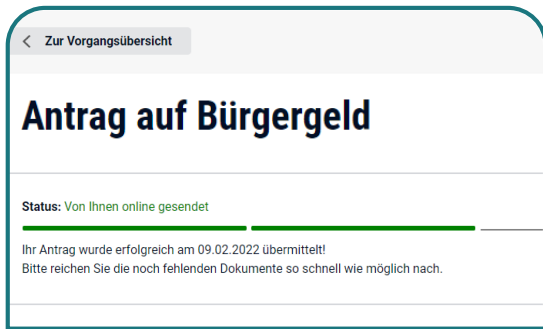 Zur Vorgangsübersicht
Antrag auf Bürgergeld
Status: Von Ihnen online gesendet
Ihr Antrag wurde erfolgreich am 09.02.2022 übermittelt!
Bitte reichen Sie die noch fehlenden Dokumente so schnell wie möglich nach.